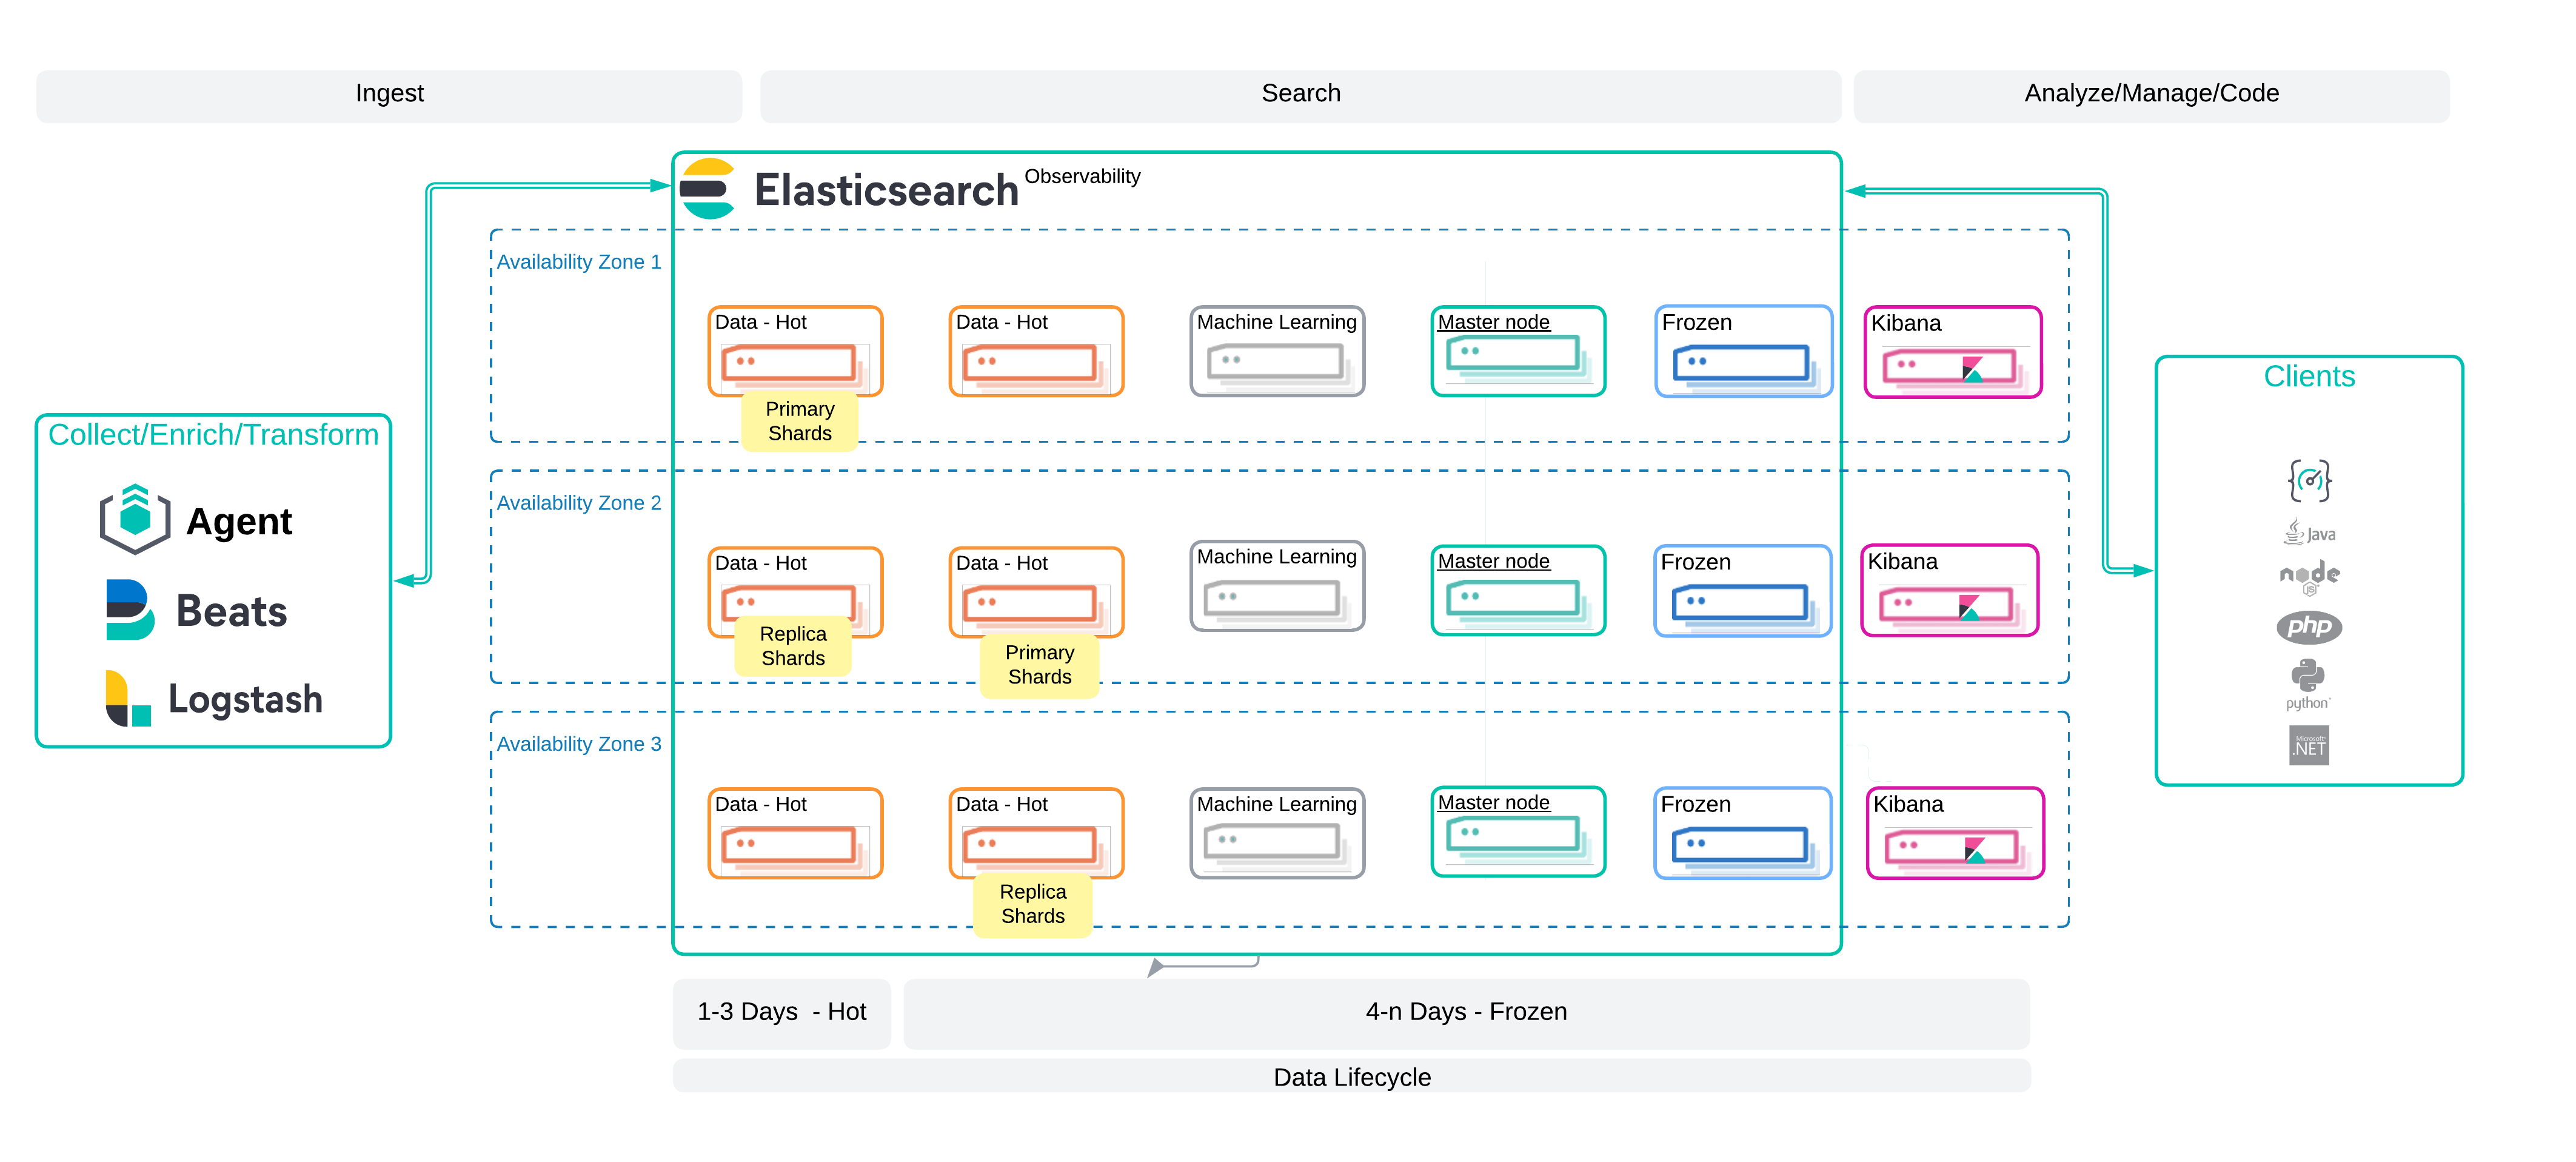 Ingest
Search
Analyze/Manage/Code
Elasticsearch
Observability
Availability Zone 1
Data - Hot
Data - Hot
Machine Learning
Master node
Frozen
Kibana
Primary
Shards
Collect/Enrich/Transform
Agent
Beats
Logstash
Availability Zone 2
Data - Hot
Data - Hot
Machine Learning
Master node
Frozen
Kibana
Replica
Shards
Primary
Shards
Availability Zone 3
Data - Hot
Data - Hot
Machine Learning
Master node
Frozen
Kibana
Replica
Shards
Clients
Java
node
JS
php
python
Microsoft
.NET
1-3 Days  - Hot
4-n Days - Frozen
Data Lifecycle